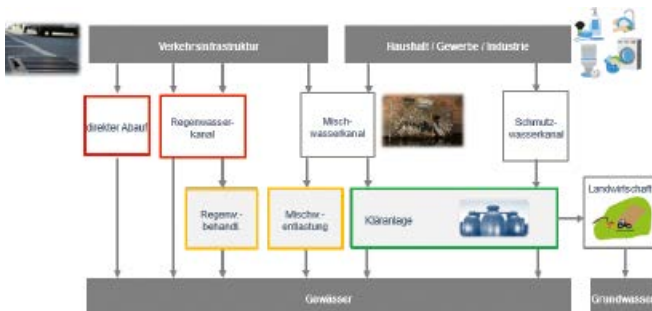 Verkehrsinfrastruktur
Haushalt / Gewerbe / Industrie
direkter Abauf
Regenwasser-
kanal
Misch-
wasserkanal
Schmutz-
wasserkanal
Regenw.-
behandl.
Mischw.-
entlastung
Kläranlage
Landwirtschaft
Gewässer
Grundwasser